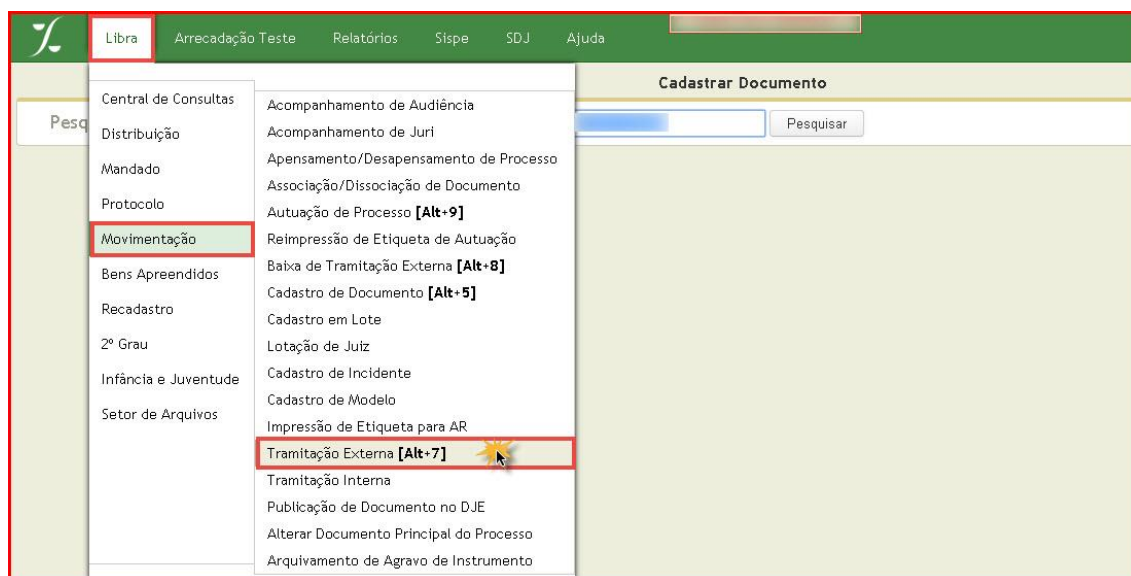 Libra Arrecadação Teste Relatórios Sispe SDJ Ajuda
Cadastrar Documento
Pesq
Pesquisar
Central de Consultas
Distribuição
Mandado
Protocolo
Movimentação
Bens Apreendidos
Recadastro
2º Grau
Infância e Juventude
Setor de Arquivos
Acompanhamento de Audiência
Acompanhamento de Juri
Apensamento/Desapensamento de Processo
Associação/Dissociação de Documento
Autuação de Processo [Alt+9]
Reimpressão de Etiqueta de Autuação
Baixa de Tramitação Externa [Alt+8]
Cadastro de Documento [Alt+5]
Cadastro em Lote
Lotação de Juiz
Cadastro de Incidente
Cadastro de Modelo
Impressão de Etiqueta para AR
Tramitação Externa [Alt+7]
Tramitação Interna
Publicação de Documento no DJE
Alterar Documento Principal do Processo
Arquivamento de Agravo de Instrumento